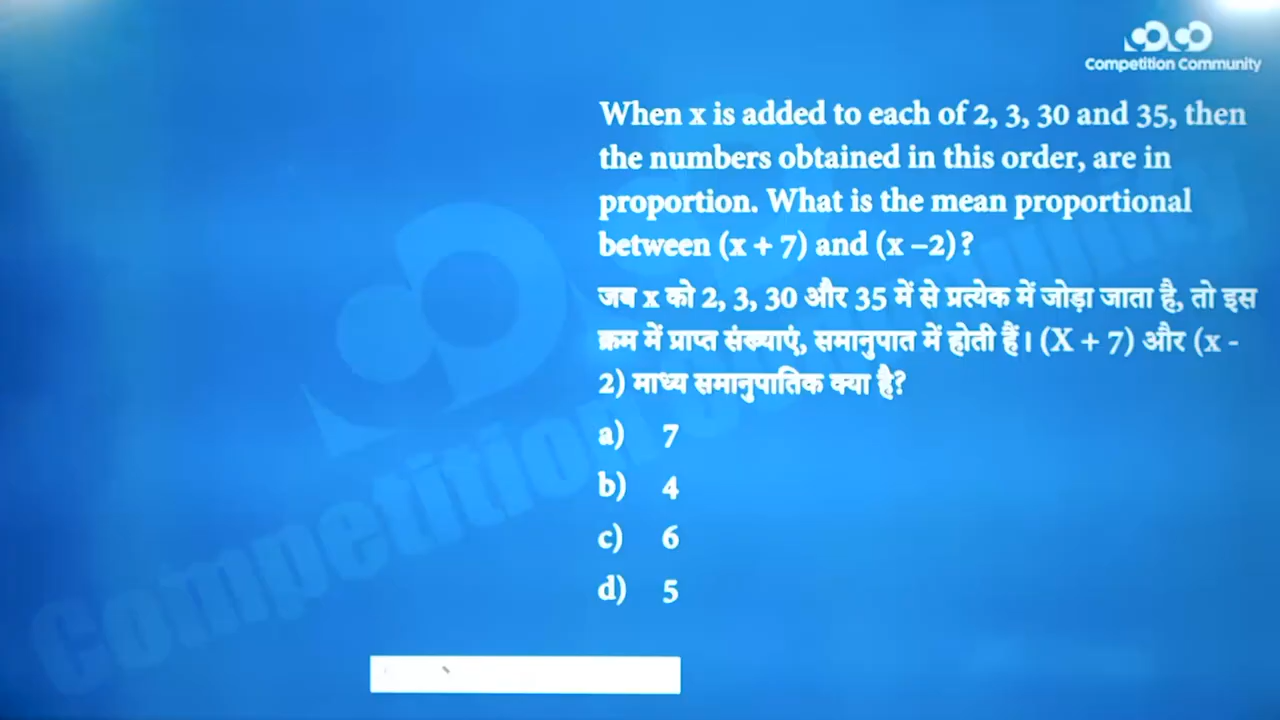 Competition Community
When x is added to each of 2, 3, 30 and 35, then
the numbers obtained in this order, are in
proportion. What is the mean proportional
between (x + 7) and (x –2)?
जब x को 2, 3, 30 और 35 में से प्रत्येक में जोड़ा जाता है, तो इस
क्रम में प्राप्त संख्याएं, समानुपात में होती हैं। (X + 7) और (x -
2) माध्य समानुपातिक क्या है?
a) 7
b) 4
c) 6
d) 5
Competition Community